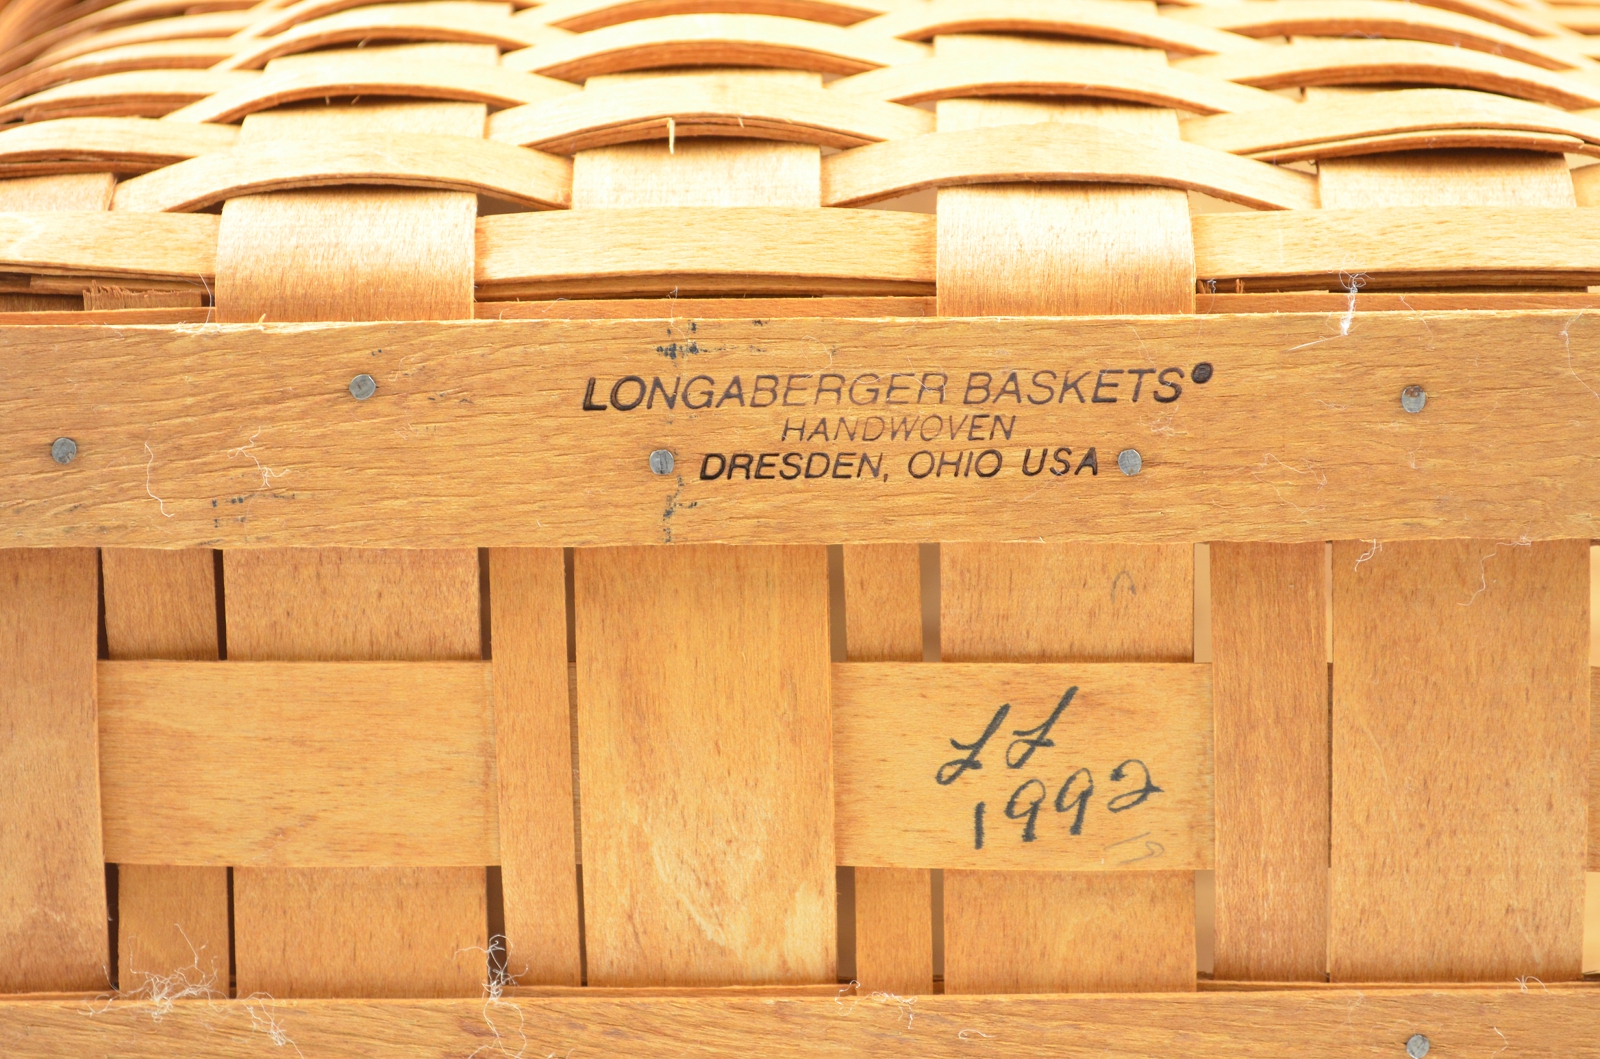 LONGABERGER BASKETS®
HANDWOVEN
DRESDEN, OHIO USA
LL
1992